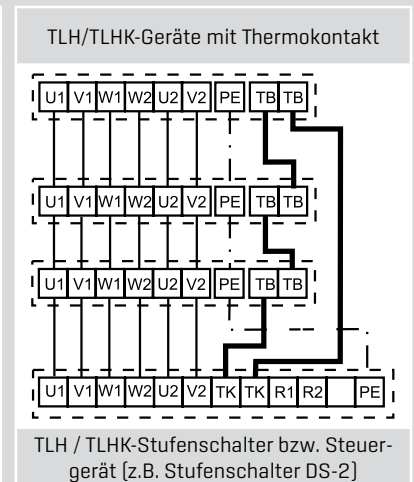 TLH/TLHK-Geräte mit Thermokontakt
U1 V1 W1 W2 U2 V2 PE TB TB
U1 V1 W1 W2 U2 V2 PE TB TB
U1 V1 W1 W2 U2 V2 PE TB TB
U1 V1 W1 W2 U2 V2 TK TK R1 R2 PE
TLH / TLHK-Stufenschalter bzw. Steuer-
gerät (z.B. Stufenschalter DS-2)